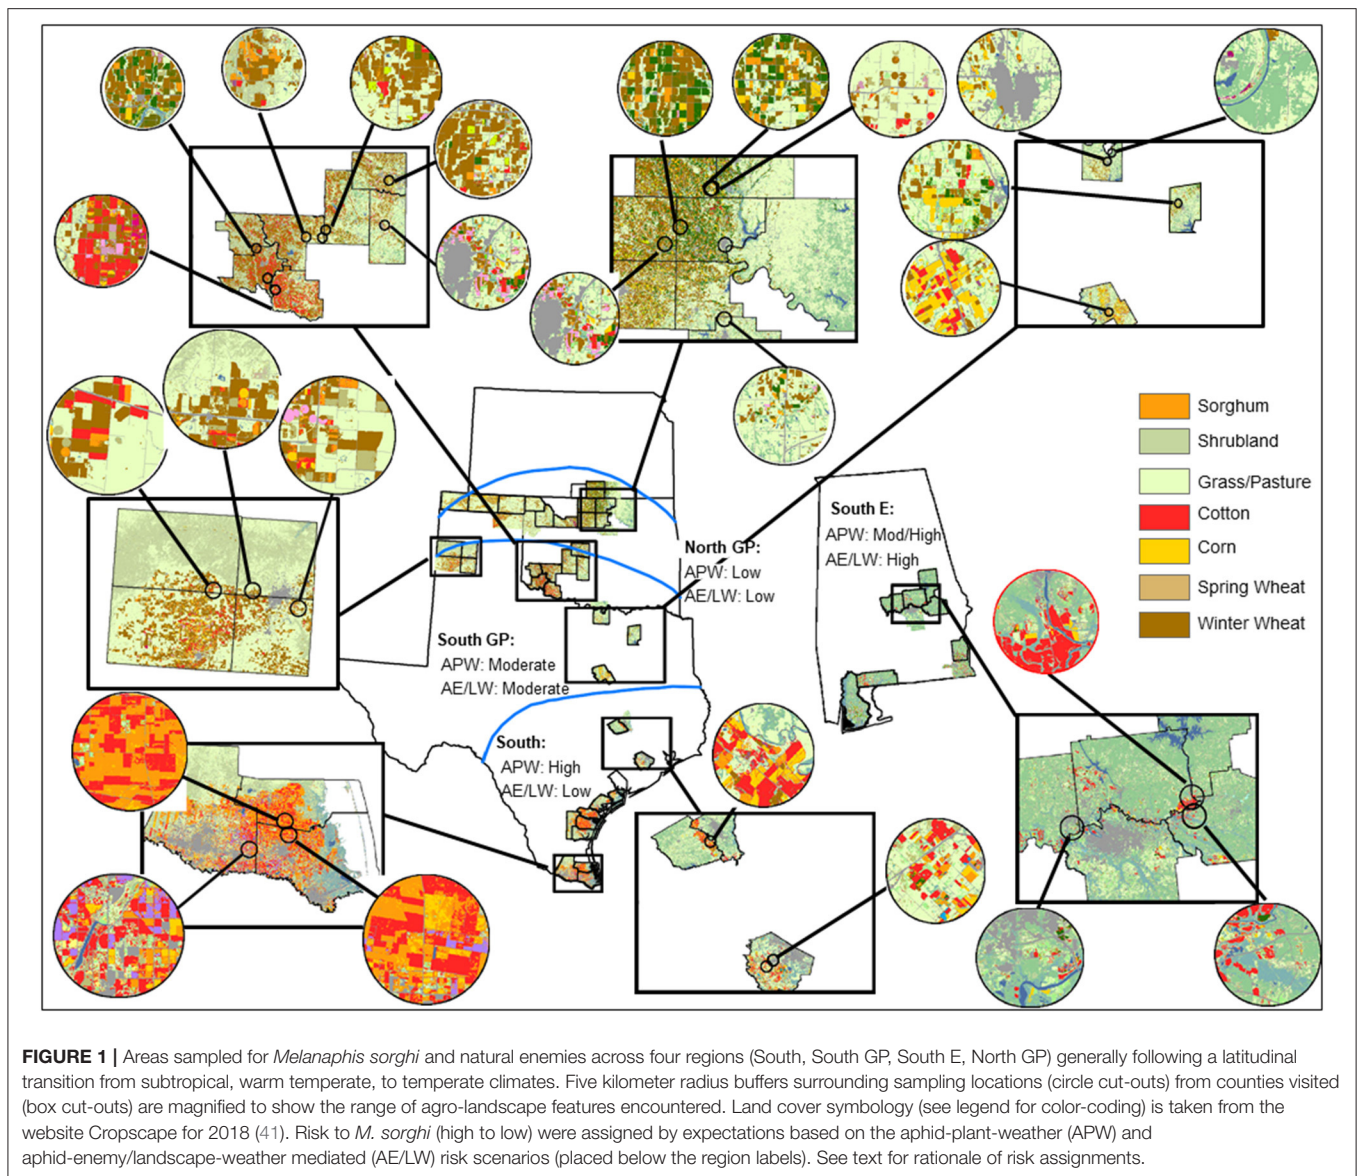 Sorghum
Shrubland
Grass/Pasture
Cotton
Corn
Spring Wheat
Winter Wheat
South E:
APW: Mod/High
AE/LW: High
North GP:
APW: Low
AE/LW: Low
South GP:
APW: Moderate
AE/LW: Moderate
South:
APW: High
AE/LW: Low
FIGURE 1 | Areas sampled for Melanaphis sorghi and natural enemies across four regions (South, South GP, South E, North GP) generally following a latitudinal
transition from subtropical, warm temperate, to temperate climates. Five kilometer radius buffers surrounding sampling locations (circle cut-outs) from counties visited
(box cut-outs) are magnified to show the range of agro-landscape features encountered. Land cover symbology (see legend for color-coding) is taken from the
website Cropscape for 2018 (41). Risk to M. sorghi (high to low) were assigned by expectations based on the aphid-plant-weather (APW) and
aphid-enemy/landscape-weather mediated (AE/LW) risk scenarios (placed below the region labels). See text for rationale of risk assignments.